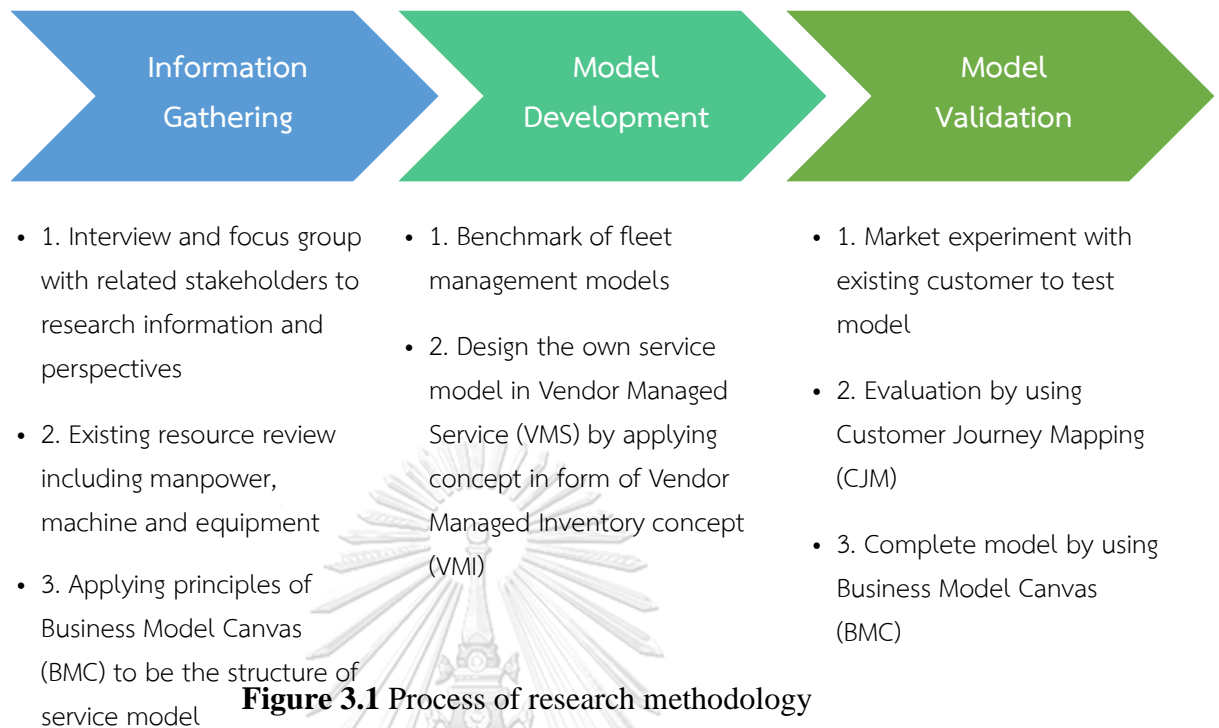 Information
Gathering
Model
Development
Model
Validation
• 1. Interview and focus group
with related stakeholders to
research information and
perspectives
• 2. Existing resource review
including manpower,
machine and equipment
• 3. Applying principles of
Business Model Canvas
(BMC) to be the structure of
service model
• 1. Benchmark of fleet
management models
• 2. Design the own service
model in Vendor Managed
Service (VMS) by applying
concept in form of Vendor
Managed Inventory concept
(VMI)
• 1. Market experiment with
existing customer to test
model
• 2. Evaluation by using
Customer Journey Mapping
(CJM)
• 3. Complete model by using
Business Model Canvas
(BMC)
Figure 3.1 Process of research methodology